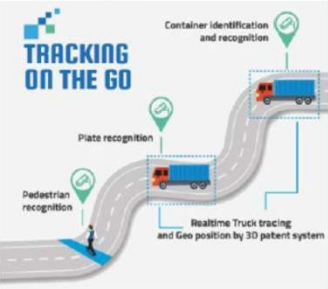 Container identification
and recognition
TRACKING
ON THE GO
Plate recognition
Pedestrian
recognition
Realtime Truck tracing
and Geo position by 3D patent system